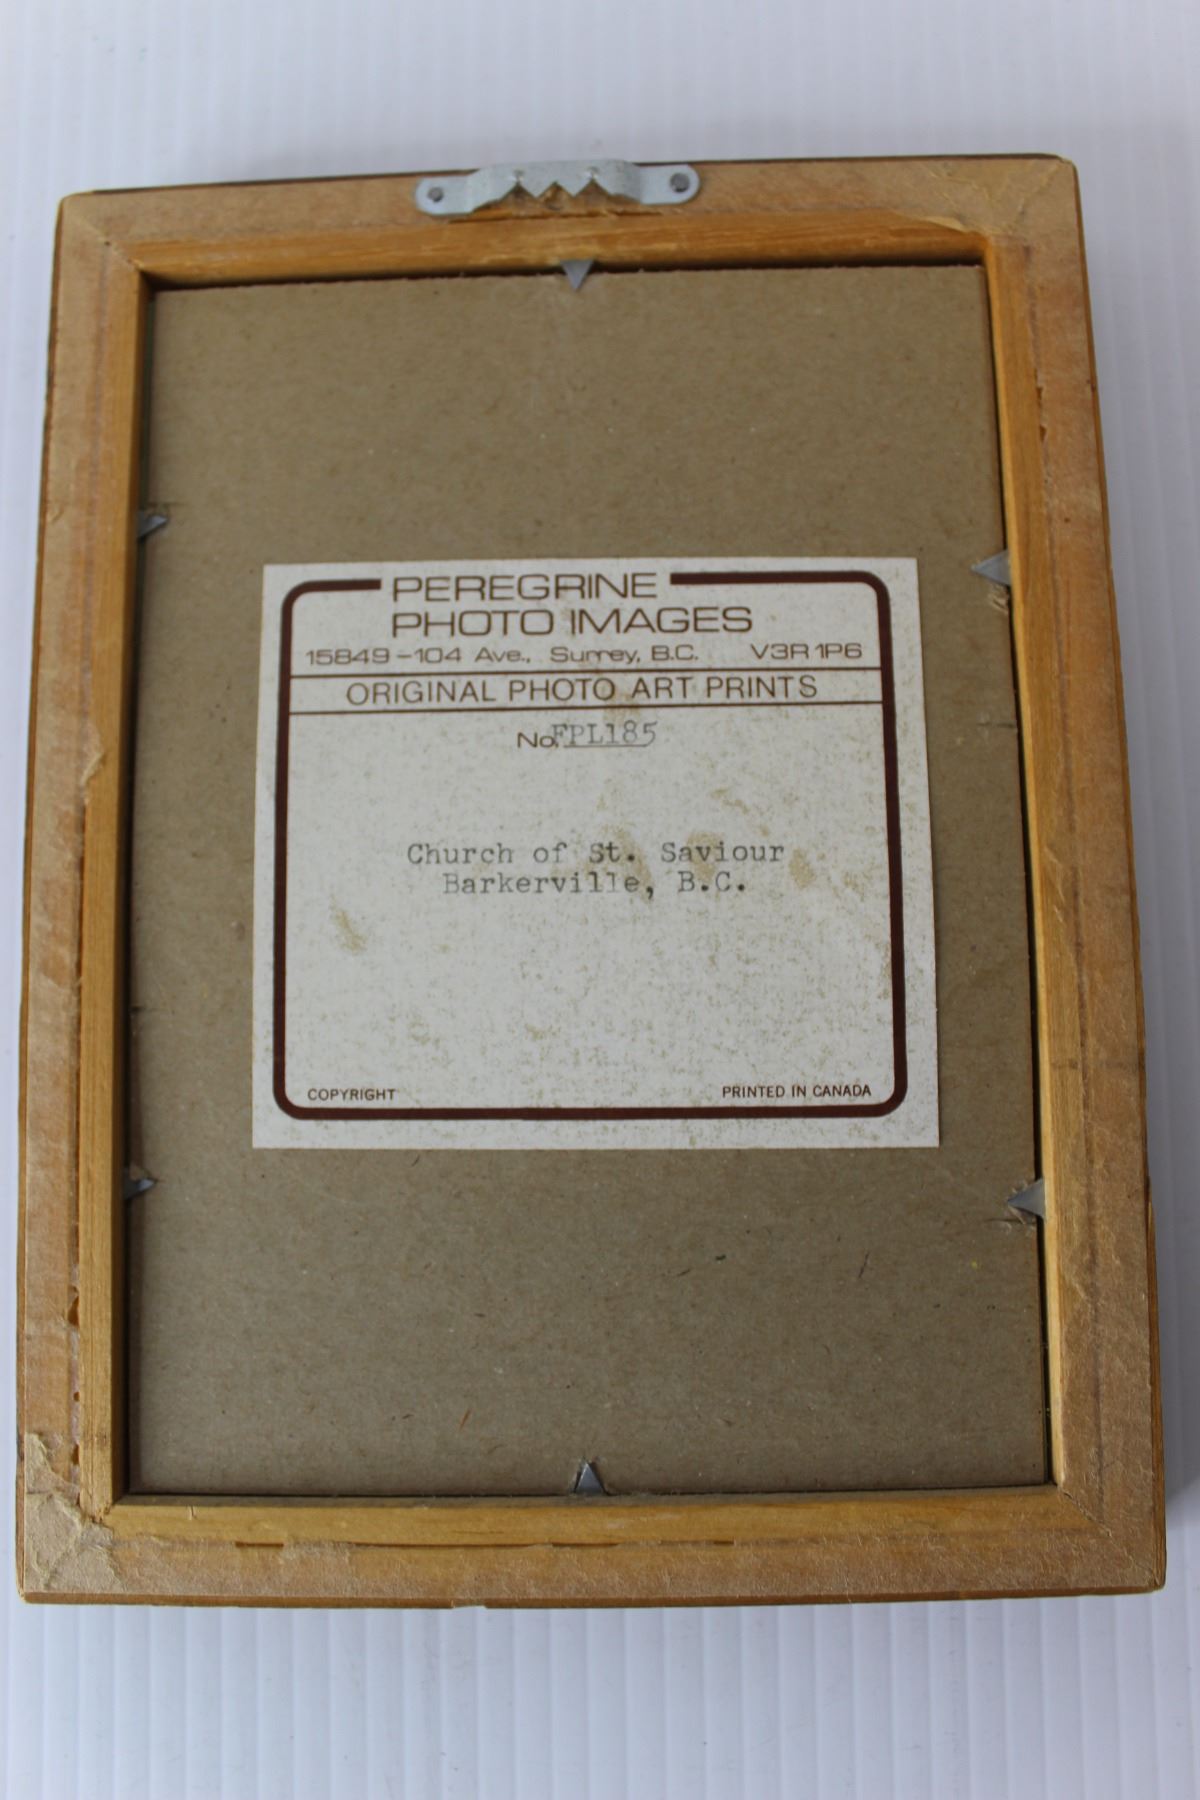 PEREGRINE
PHOTO IMAGES
15849-104 Ave., Surrey, B.C. V3R 1P6
ORIGINAL PHOTO ART PRINTS
No. FPL185
Church of St. Saviour
Barkerville, B.C.
COPYRIGHT PRINTED IN CANADA